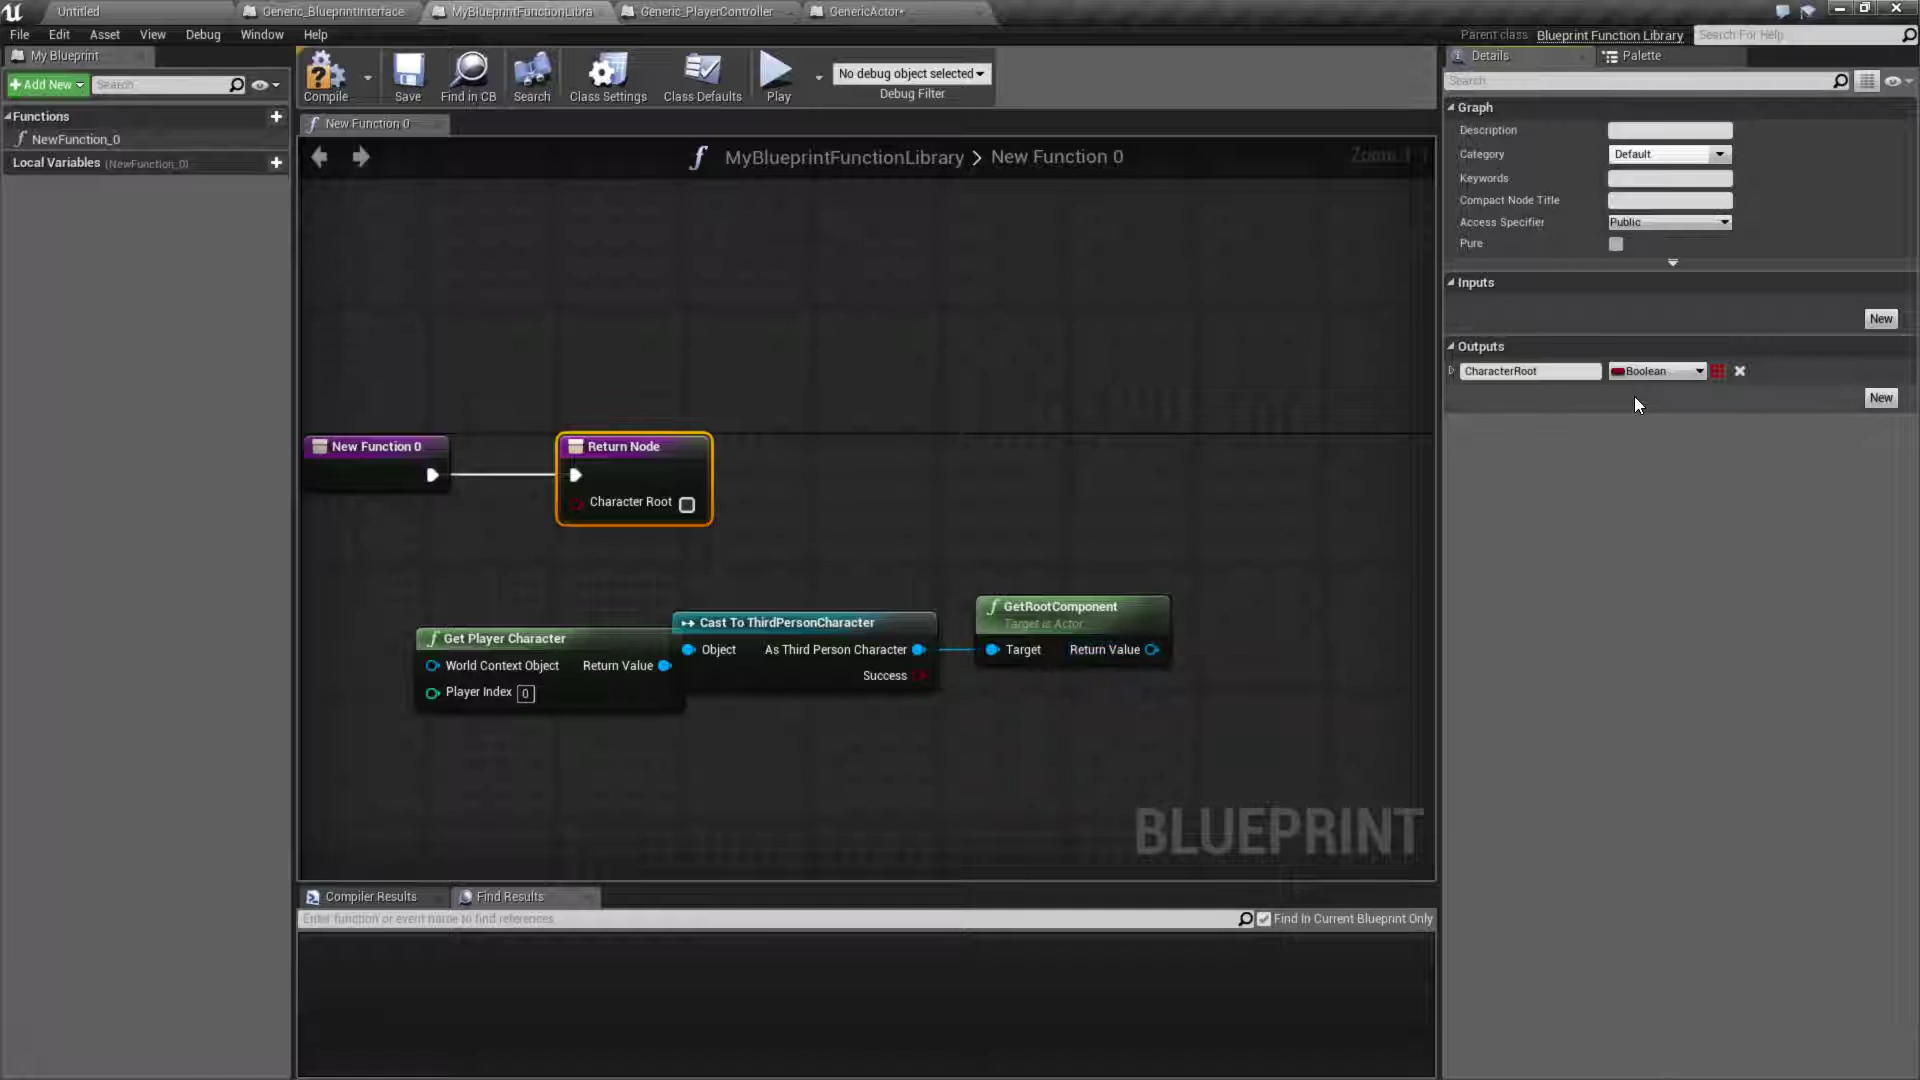 Untitled
Generic_BlueprintInterface
MyBlueprintFunctionLibra
Generic_PlayerController
GenericActor*
File Edit Asset View Debug Window Help
Parent class: Blueprint Function Library
Search For Help
My Blueprint
Add New
Search
Functions
NewFunction_0
Local Variables (NewFunction_0)
Compile
Save
Find in CB
Search
Class Settings
Class Defaults
Play
No debug object selected
Debug Filter
New Function 0
MyBlueprintFunctionLibrary > New Function 0
Zoom 1:1
New Function 0
Return Node
Character Root
Get Player Character
World Context Object
Return Value
Player Index 0
Cast To ThirdPersonCharacter
Object
As Third Person Character
Success
GetRootComponent
Target is Actor
Target
Return Value
BLUEPRINT
Compiler Results
Find Results
Enter function or event name to find references
Find In Current Blueprint Only
Details
Palette
Search
Graph
Description
Category Default
Keywords
Compact Node Title
Access Specifier Public
Pure
Inputs
New
Outputs
CharacterRoot Boolean
New